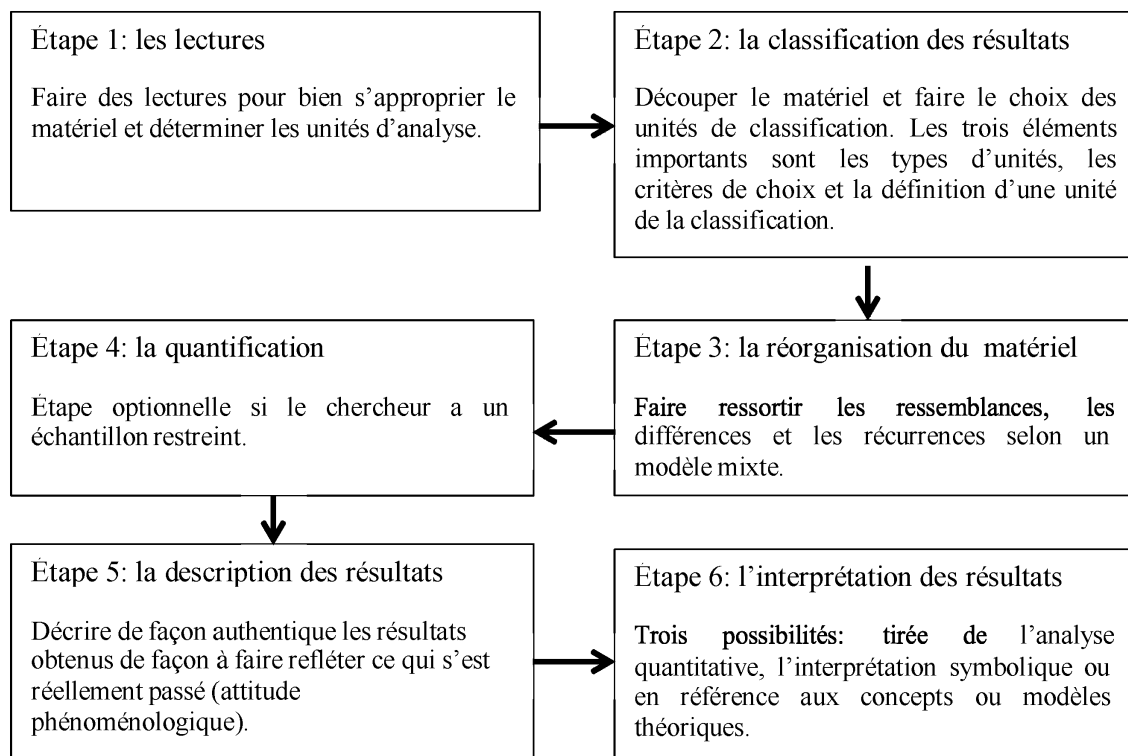 Étape 1: les lectures
Faire des lectures pour bien s’approprier le
matériel et déterminer les unités d’analyse.
Étape 2: la classification des résultats
Découper le matériel et faire le choix des
unités de classification. Les trois éléments
importants sont les types d’unités, les
critères de choix et la définition d’une unité
de la classification.
Étape 3: la réorganisation du matériel
Faire ressortir les ressemblances, les
différences et les récurrences selon un
modèle mixte.
Étape 4: la quantification
Étape optionnelle si le chercheur a un
échantillon restreint.
Étape 5: la description des résultats
Décrire de façon authentique les résultats
obtenus de façon à faire refléter ce qui s’est
réellement passé (attitude
phénoménologique).
Étape 6: l’interprétation des résultats
Trois possibilités: tirée de l’analyse
quantitative, l’interprétation symbolique ou
en référence aux concepts ou modèles
théoriques.